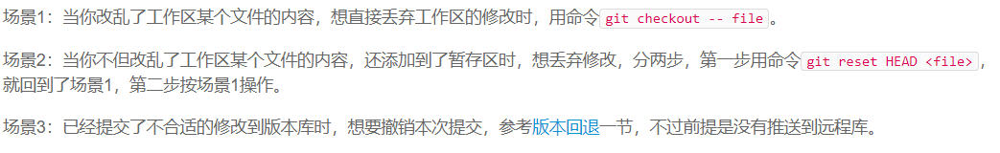 场景1：当你改乱了工作区某个文件的内容，想直接丢弃工作区的修改时，用命令git checkout -- file。
场景2：当你不但改乱了工作区某个文件的内容，还添加到了暂存区时，想丢弃修改，分两步，第一步用命令git reset HEAD <file>，
就回到了场景1，第二步按场景1操作。
场景3：已经提交了不合适的修改到版本库时，想要撤销本次提交，参考版本回退一节，不过前提是没有推送到远程库。